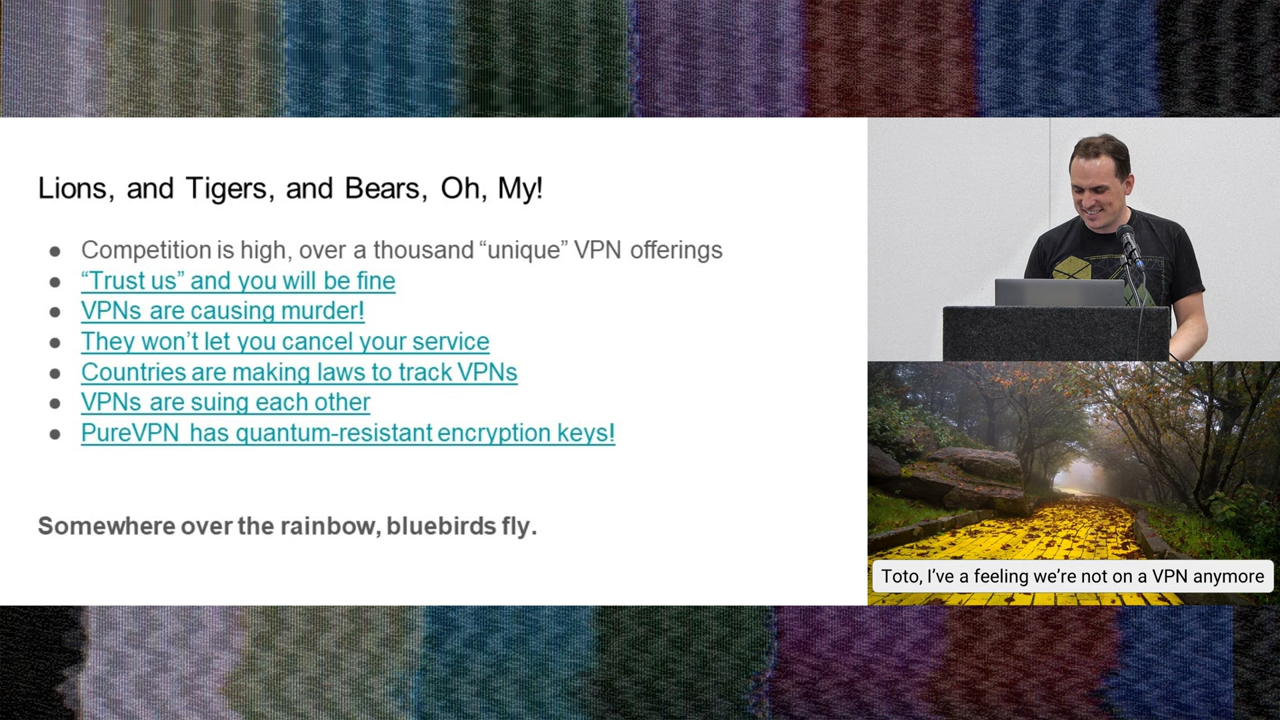 Lions, and Tigers, and Bears, Oh, My!
● Competition is high, over a thousand “unique” VPN offerings
● “Trust us” and you will be fine
● VPNs are causing murder!
● They won’t let you cancel your service
● Countries are making laws to track VPNs
● VPNs are suing each other
● PureVPN has quantum-resistant encryption keys!
Somewhere over the rainbow, bluebirds fly.
Toto, I’ve a feeling we’re not on a VPN anymore